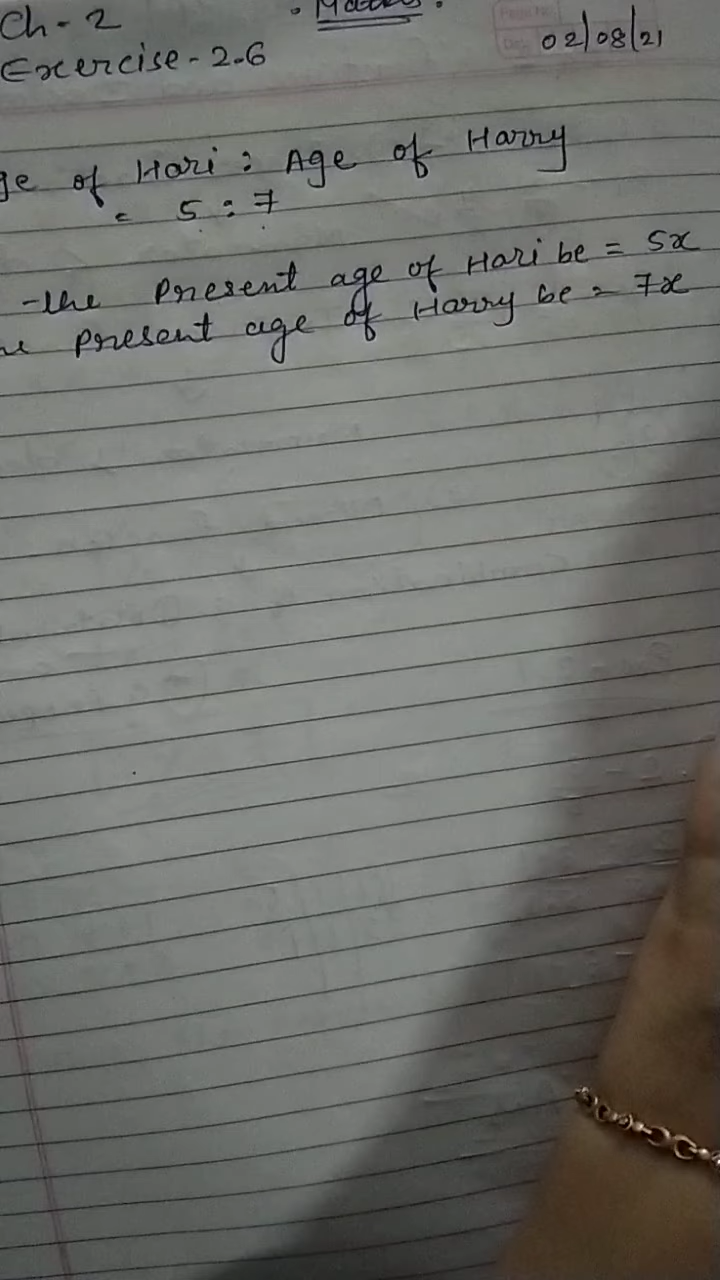 Ch - 2
Maths
Exercise - 2.6
02/08/21
ge of Hari : Age of Harry
= 5 : 7
the Present age of Hari be = 5x
Present age of Harry be = 7x